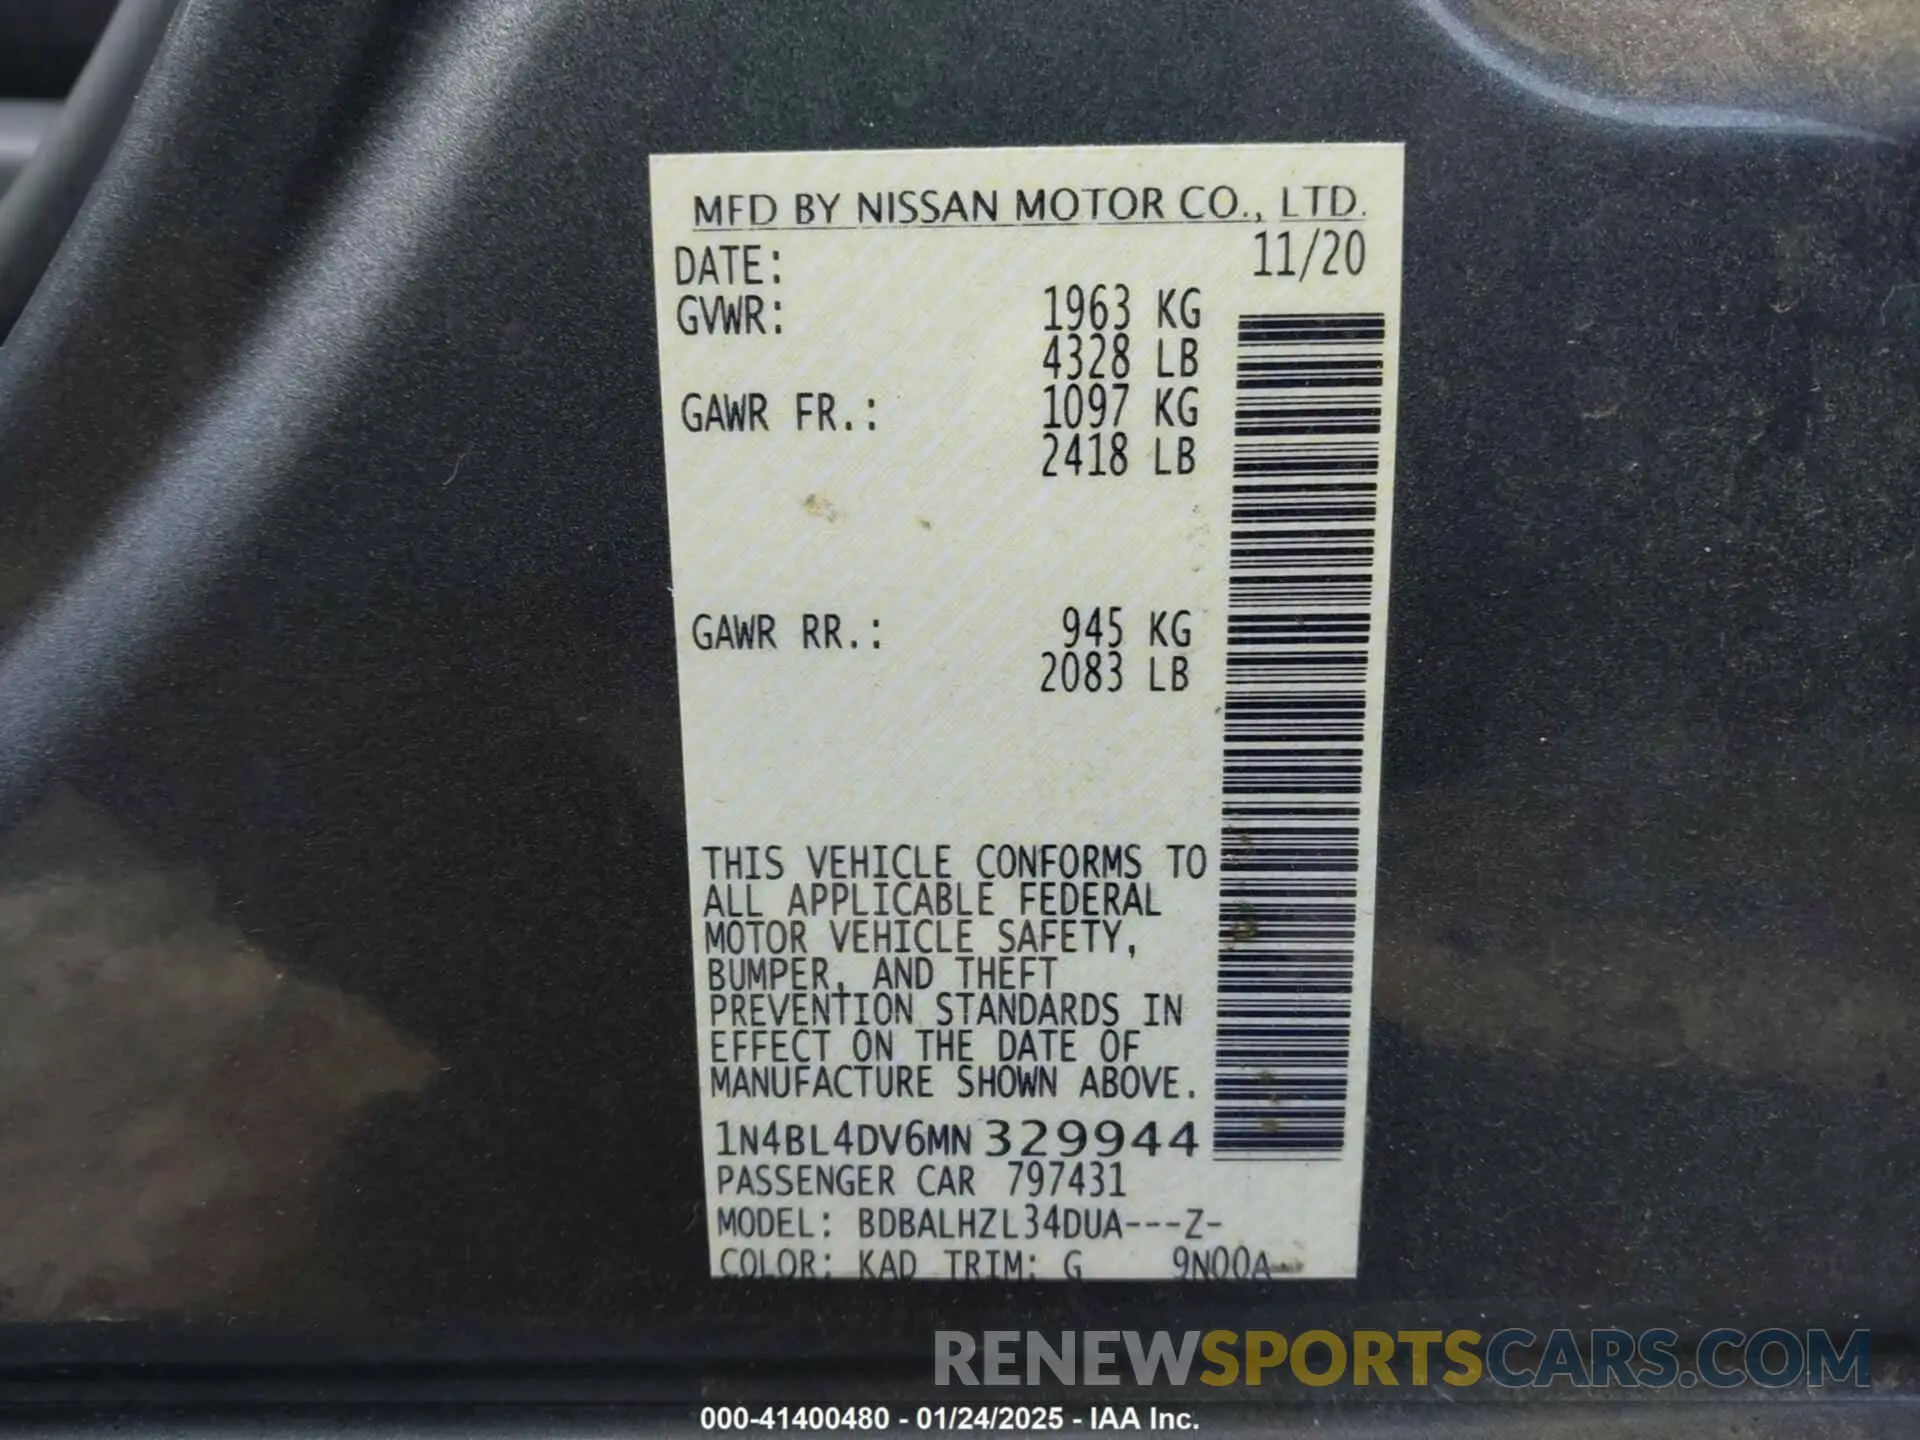 MFD BY NISSAN MOTOR CO., LTD.
DATE: 11/20
GVWR: 1963 KG
4328 LB
GAWR FR.: 1097 KG
2418 LB
GAWR RR.: 945 KG
2083 LB
THIS VEHICLE CONFORMS TO
ALL APPLICABLE FEDERAL
MOTOR VEHICLE SAFETY,
BUMPER, AND THEFT
PREVENTION STANDARDS IN
EFFECT ON THE DATE OF
MANUFACTURE SHOWN ABOVE.
1N4BL4DV6MN329944
PASSENGER CAR 797431
MODEL: BDBALHZL34DUA---Z-
COLOR: KAD TRIM: G 9N00A
RENEWSPORTSCARS.COM
000-41400480 - 01/24/2025 - IAA Inc.